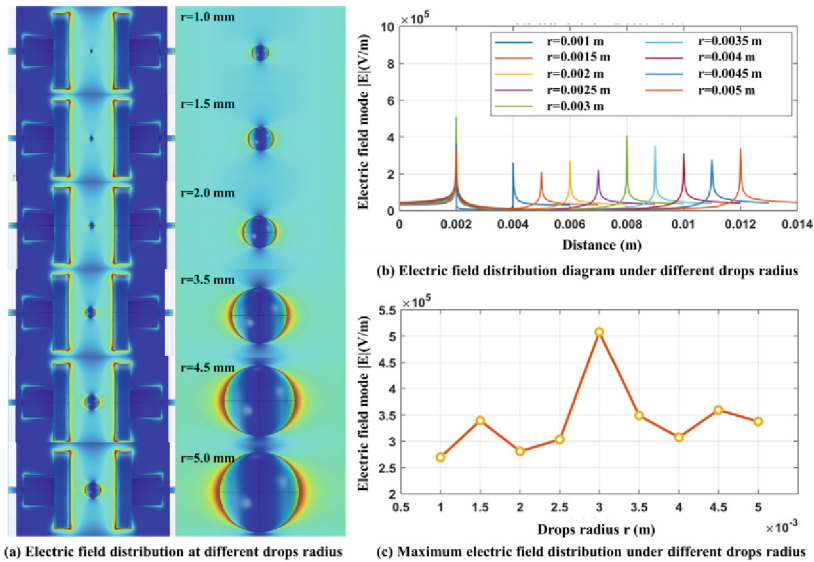 r=1.0 mm
r=1.5 mm
r=2.0 mm
r=3.5 mm
r=4.5 mm
r=5.0 mm
(a) Electric field distribution at different drops radius
×10⁵
10
8
6
4
2
0
Electric field mode |E|(V/m)
r=0.001 m
r=0.0015 m
r=0.002 m
r=0.0025 m
r=0.003 m
r=0.0035 m
r=0.004 m
r=0.0045 m
r=0.005 m
0 0.002 0.004 0.006 0.008 0.01 0.012 0.014
Distance (m)
(b) Electric field distribution diagram under different drops radius
×10⁵
5.5
5
4.5
4
3.5
3
2.5
2
Electric field mode |E|(V/m)
0.5 1 1.5 2 2.5 3 3.5 4 4.5 5 5.5
Drops radius r (m)
×10⁻³
(c) Maximum electric field distribution under different drops radius